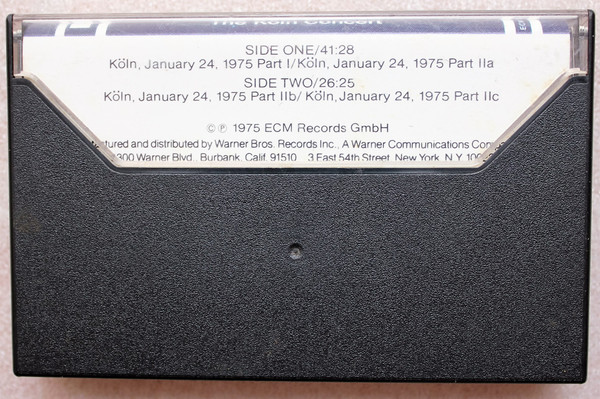 The Köln Concert
SIDE ONE/41:28
Köln, January 24, 1975 Part I/Köln, January 24, 1975 Part IIa
SIDE TWO/26:25
Köln, January 24, 1975 Part IIb/ Köln, January 24, 1975 Part IIc
© ℗ 1975 ECM Records GmbH
and distributed by Warner Bros. Records Inc., A Warner Communications
300 Warner Blvd., Burbank, Calif. 91510 3 East 54th Street, New York, N.Y.